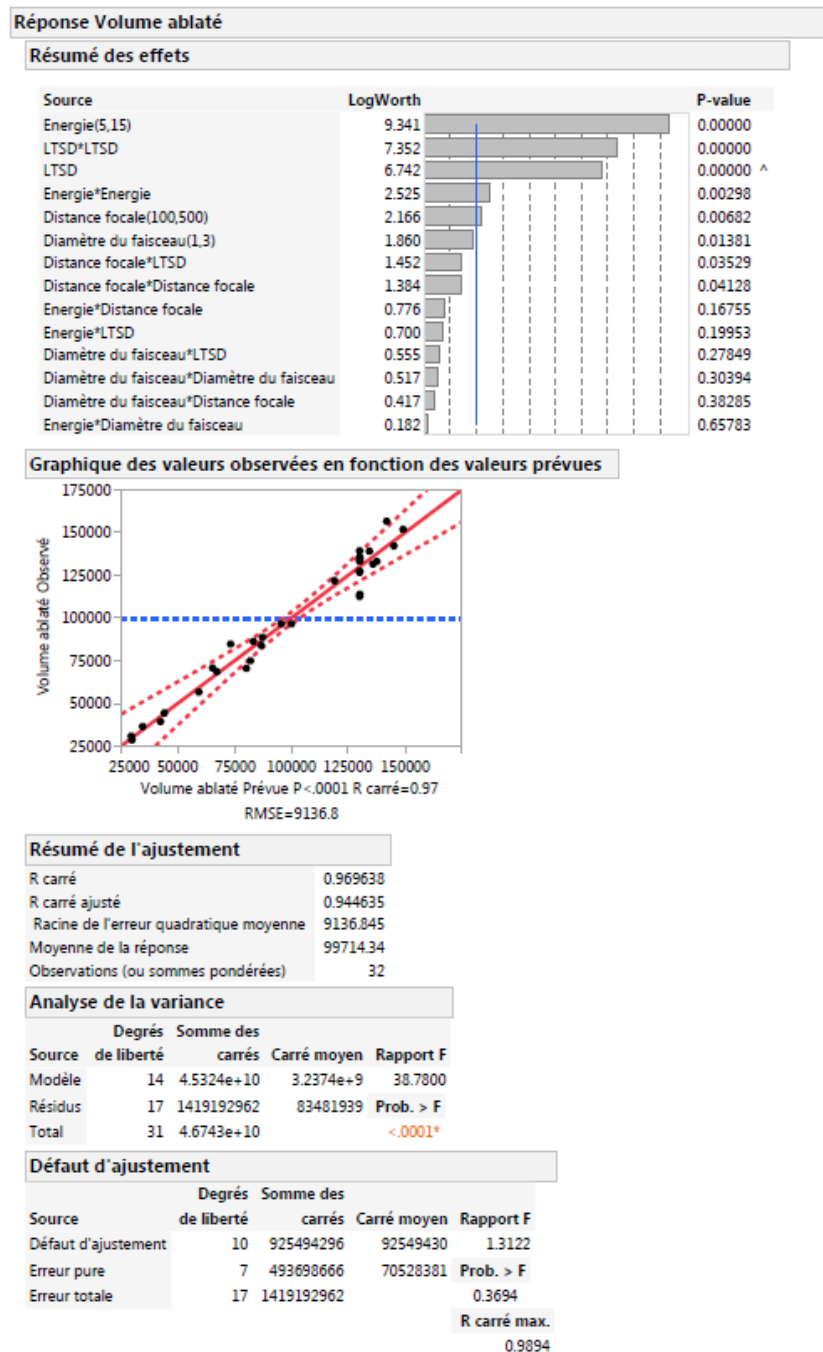 Réponse Volume ablaté
Résumé des effets
Source LogWorth P-value
Energie(5,15) 9.341 0.00000
LTSD*LTSD 7.352 0.00000
LTSD 6.742 0.00000 ^
Energie*Energie 2.525 0.00298
Distance focale(100,500) 2.166 0.00682
Diamètre du faisceau(1,3) 1.860 0.01381
Distance focale*LTSD 1.452 0.03529
Distance focale*Distance focale 1.384 0.04128
Energie*Distance focale 0.776 0.16755
Energie*LTSD 0.700 0.19953
Diamètre du faisceau*LTSD 0.555 0.27849
Diamètre du faisceau*Diamètre du faisceau 0.517 0.30394
Diamètre du faisceau*Distance focale 0.417 0.38285
Energie*Diamètre du faisceau 0.182 0.65783
Graphique des valeurs observées en fonction des valeurs prévues
Volume ablaté Observé
175000
150000
125000
100000
75000
50000
25000
25000 50000 75000 100000 125000 150000
Volume ablaté Prévue P<.0001 R carré=0.97
RMSE=9136.8
Résumé de l'ajustement
R carré 0.969638
R carré ajusté 0.944635
Racine de l'erreur quadratique moyenne 9136.845
Moyenne de la réponse 99714.34
Observations (ou sommes pondérées) 32
Analyse de la variance
Degrés Somme des
Source de liberté carrés Carré moyen Rapport F
Modèle 14 4.5324e+10 3.2374e+9 38.7800
Résidus 17 1419192962 83481939 Prob. > F
Total 31 4.6743e+10 <.0001*
Défaut d'ajustement
Degrés Somme des
Source de liberté carrés Carré moyen Rapport F
Défaut d'ajustement 10 925494296 92549430 1.3122
Erreur pure 7 493698666 70528381 Prob. > F
Erreur totale 17 1419192962 0.3694
R carré max.
0.9894